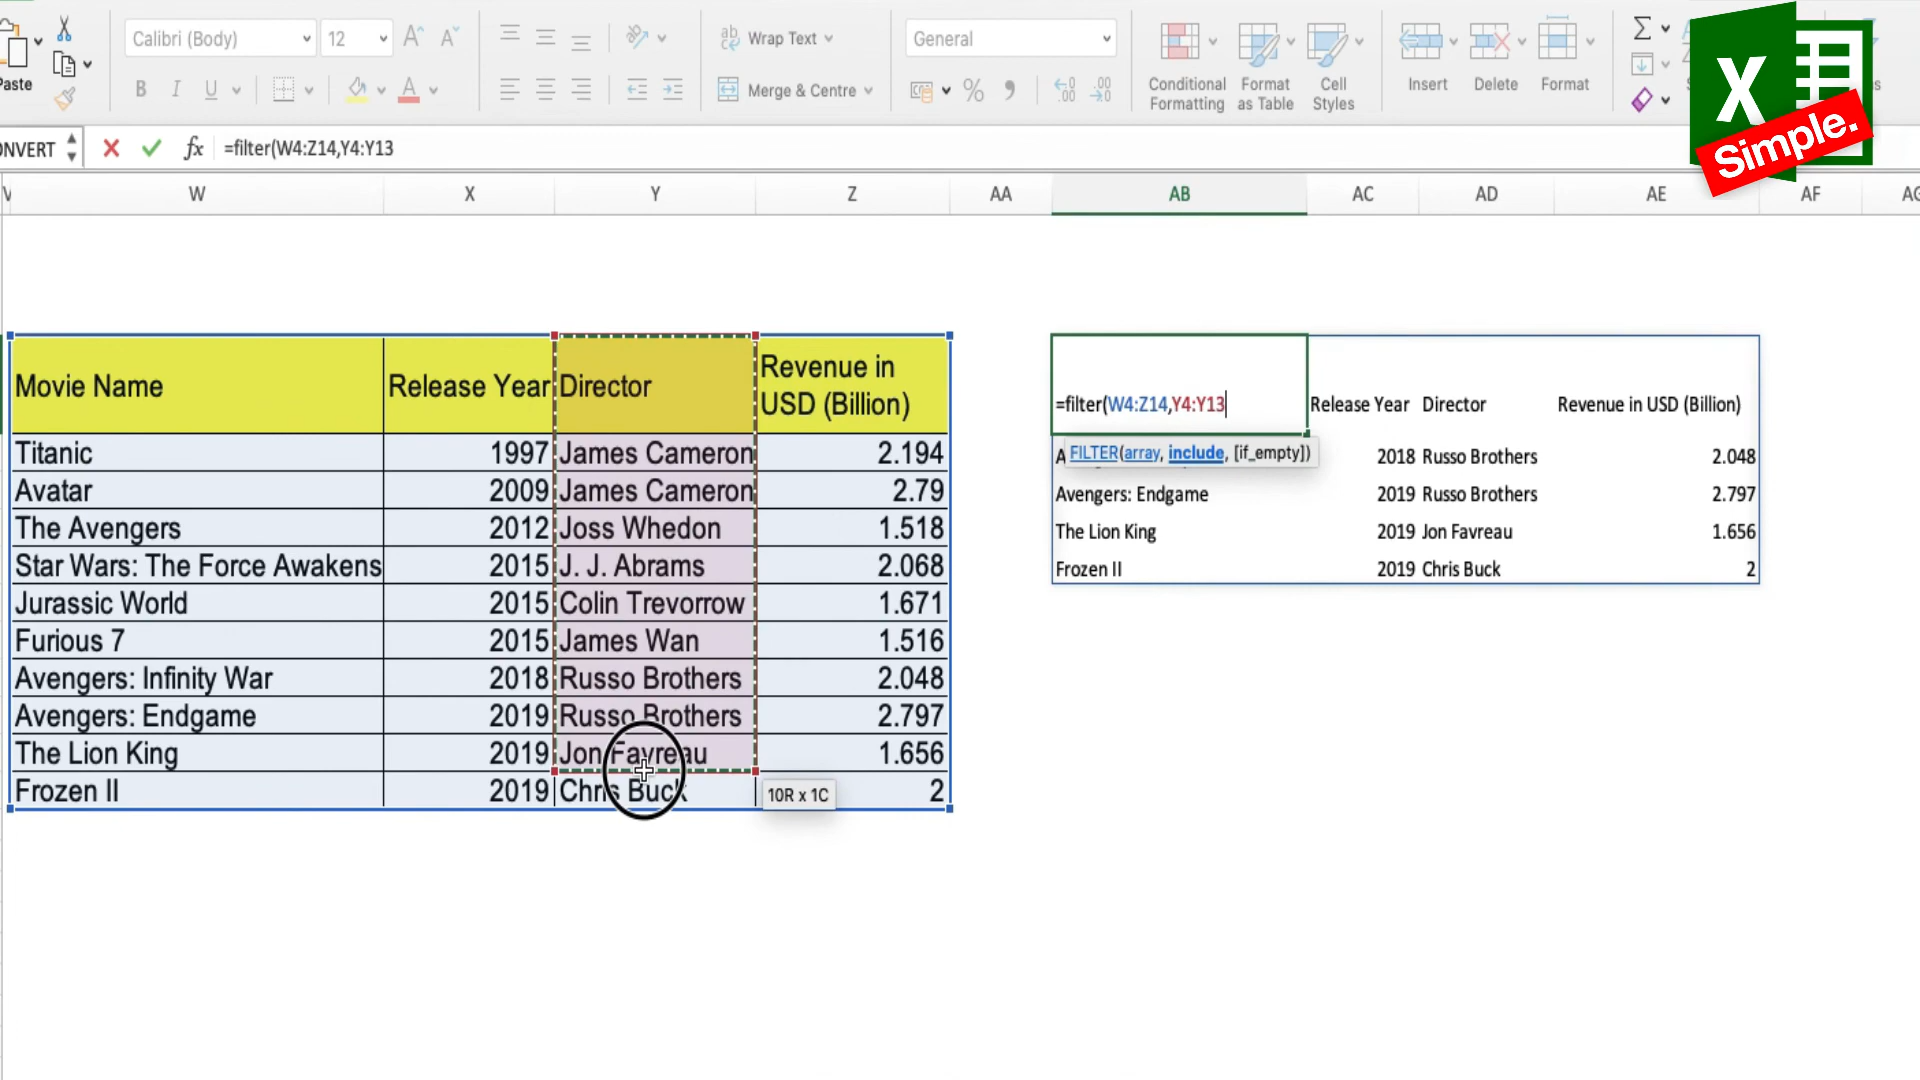 Calibri (Body) 12 Wrap Text General
Paste B I U A Merge & Centre % Conditional Formatting Format as Table Cell Styles Insert Delete Format
X
Simple.
ONVERT fx =filter(W4:Z14,Y4:Y13
W X Y Z AA AB AC AD AE AF
Movie Name Release Year Director Revenue in USD (Billion)
Titanic 1997 James Cameron 2.194
Avatar 2009 James Cameron 2.79
The Avengers 2012 Joss Whedon 1.518
Star Wars: The Force Awakens 2015 J. J. Abrams 2.068
Jurassic World 2015 Colin Trevorrow 1.671
Furious 7 2015 James Wan 1.516
Avengers: Infinity War 2018 Russo Brothers 2.048
Avengers: Endgame 2019 Russo Brothers 2.797
The Lion King 2019 Jon Favreau 1.656
Frozen II 2019 Chris Buck 2
10R x 1C
=filter(W4:Z14,Y4:Y13 Release Year Director Revenue in USD (Billion)
FILTER(array, include, [if_empty])
A 2018 Russo Brothers 2.048
Avengers: Endgame 2019 Russo Brothers 2.797
The Lion King 2019 Jon Favreau 1.656
Frozen II 2019 Chris Buck 2